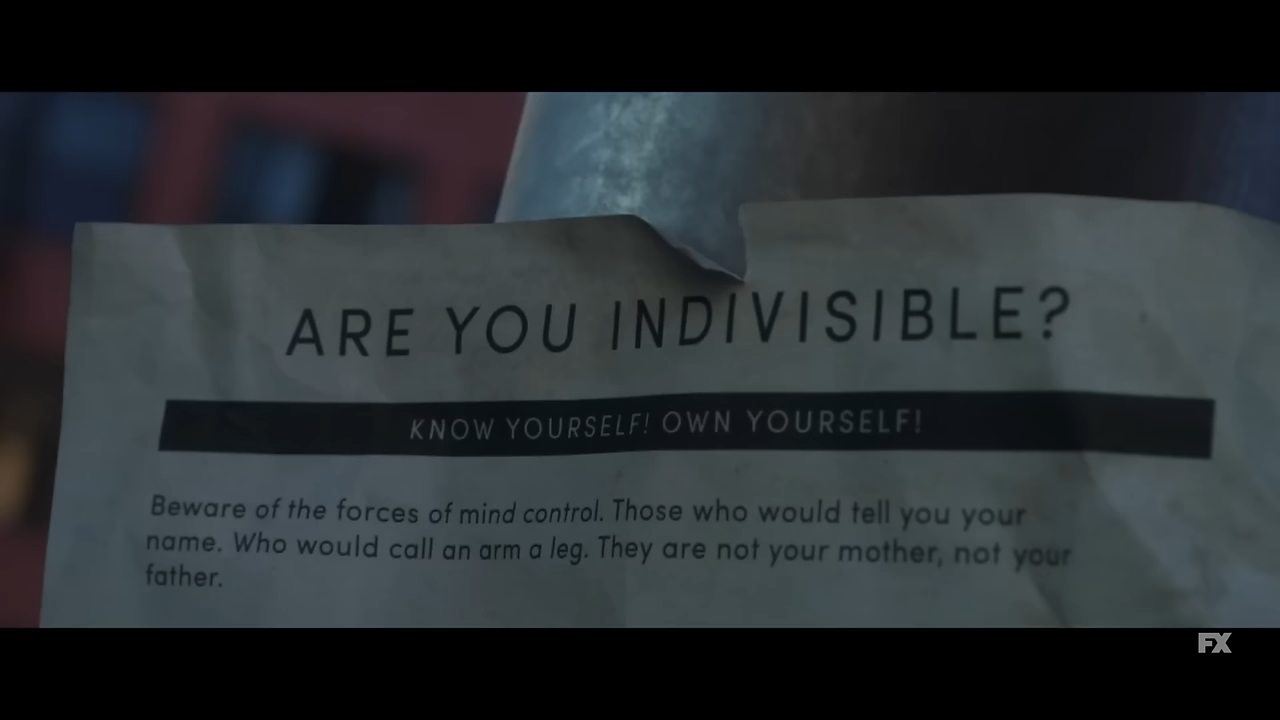 ARE YOU INDIVISIBLE?
KNOW YOURSELF! OWN YOURSELF!
Beware of the forces of mind control. Those who would tell you your
name. Who would call an arm a leg. They are not your mother, not your
father.
FX